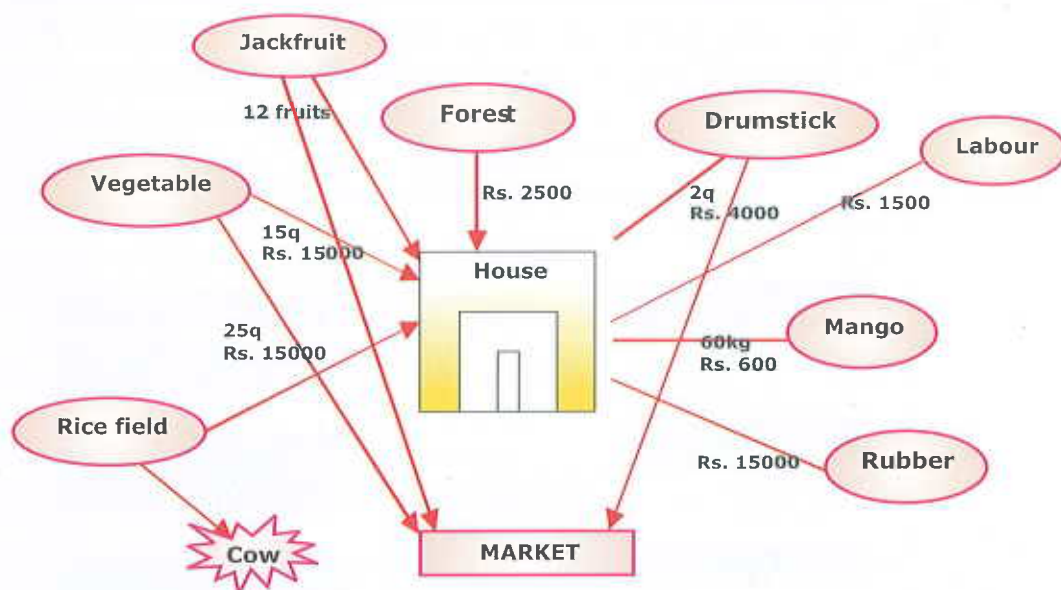 Jackfruit
12 fruits
Forest
Drumstick
Labour
Vegetable
Rs. 2500
2q
Rs. 4000
Rs. 1500
15q
Rs. 15000
House
25q
Rs. 15000
Mango
60kg
Rs. 600
Rice field
Rs. 15000
Rubber
Cow
MARKET